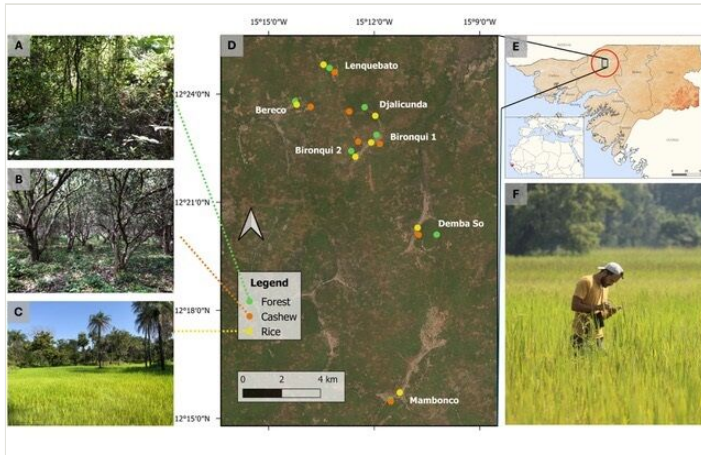 A
B
C
D
15°15'0"W
15°12'0"W
15°9'0"W
12°24'0"N
12°21'0"N
12°18'0"N
12°15'0"N
Lenquebato
Bereco
Djalicunda
Bironqui 1
Bironqui 2
Demba So
Mambonco
Legend
Forest
Cashew
Rice
0
2
4 km
E
F